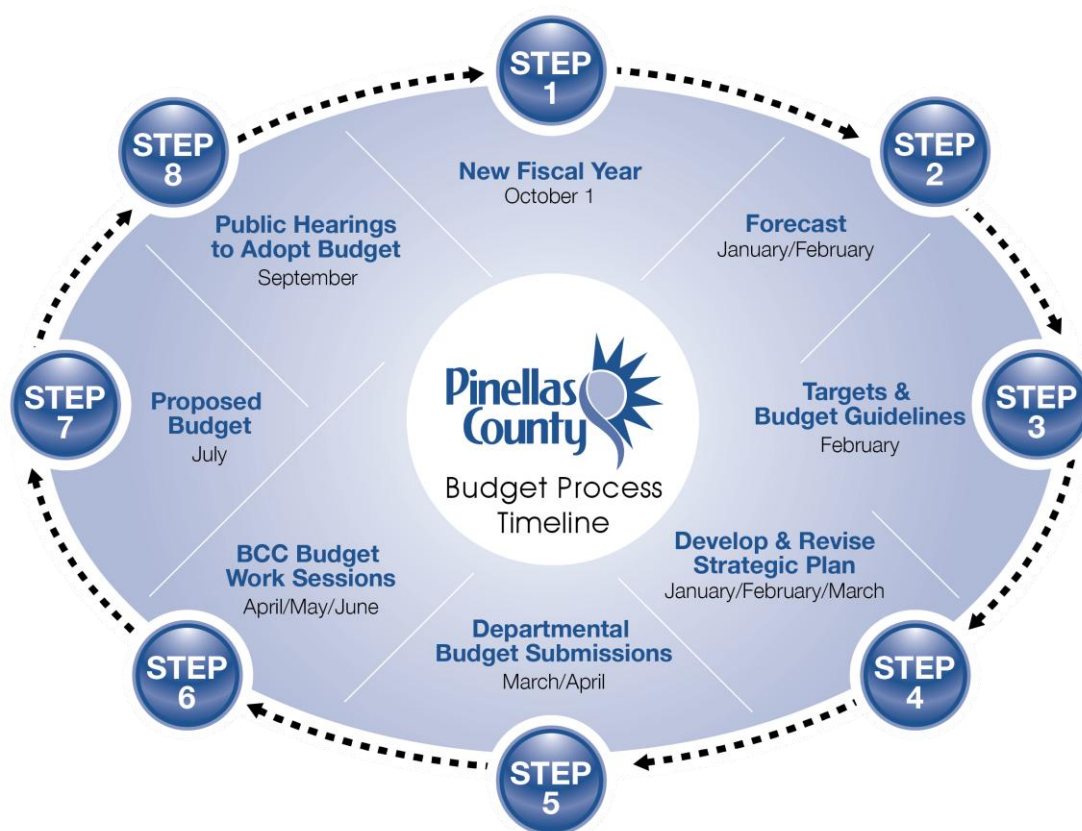 STEP
1
New Fiscal Year
October 1
STEP
2
Forecast
January/February
STEP
3
Targets &
Budget Guidelines
February
STEP
4
Develop & Revise
Strategic Plan
January/February/March
STEP
5
Departmental
Budget Submissions
March/April
STEP
6
BCC Budget
Work Sessions
April/May/June
STEP
7
Proposed
Budget
July
STEP
8
Public Hearings
to Adopt Budget
September
Pinellas
County
Budget Process
Timeline